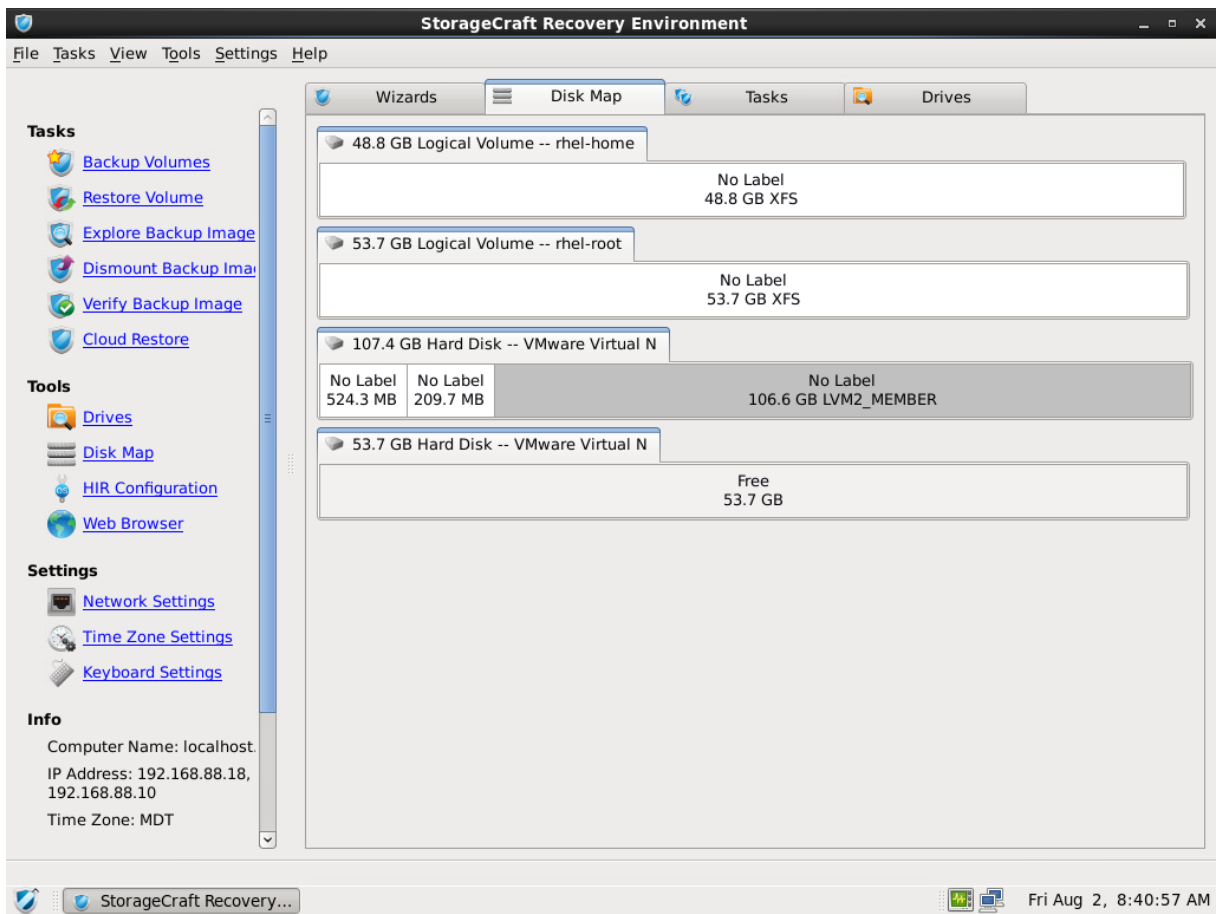 StorageCraft Recovery Environment
File Tasks View Tools Settings Help
Wizards Disk Map Tasks Drives
Tasks
Backup Volumes
Restore Volume
Explore Backup Image
Dismount Backup Ima
Verify Backup Image
Cloud Restore
Tools
Drives
Disk Map
HIR Configuration
Web Browser
Settings
Network Settings
Time Zone Settings
Keyboard Settings
Info
Computer Name: localhost.
IP Address: 192.168.88.18,
192.168.88.10
Time Zone: MDT
48.8 GB Logical Volume -- rhel-home
No Label
48.8 GB XFS
53.7 GB Logical Volume -- rhel-root
No Label
53.7 GB XFS
107.4 GB Hard Disk -- VMware Virtual N
No Label No Label No Label
524.3 MB 209.7 MB 106.6 GB LVM2_MEMBER
53.7 GB Hard Disk -- VMware Virtual N
Free
53.7 GB
StorageCraft Recovery... Fri Aug 2, 8:40:57 AM